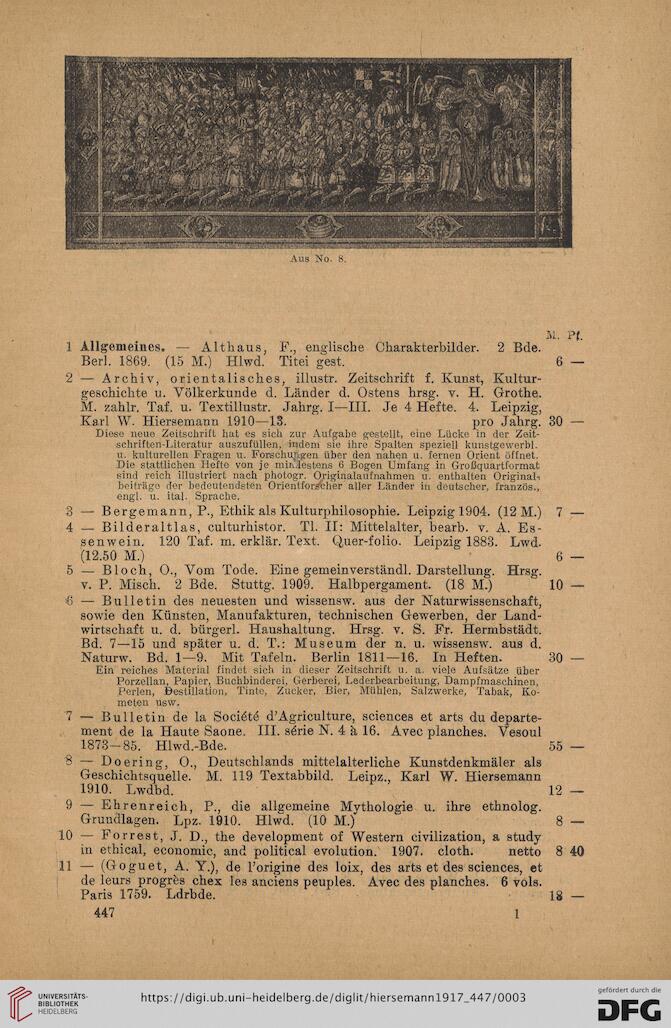 Aus No. 8.
M. Pf.
1 Allgemeines. — Althaus, F., englische Charakterbilder. 2 Bde.
Berl. 1869. (15 M.) Hlwd. Titel gest. 6 —
2 — Archiv, orientalisches, illustr. Zeitschrift f. Kunst, Kultur-
geschichte u. Völkerkunde d. Länder d. Ostens hrsg. v. H. Grothe.
M. zahlr. Taf. u. Textillustr. Jahrg. I—III. Je 4 Hefte. 4. Leipzig,
Karl W. Hiersemann 1910—13. pro Jahrg. 30 —
Diese neue Zeitschrift hat es sich zur Aufgabe gestellt, eine Lücke in der Zeit-
schriften-Literatur auszufüllen, indem sie ihre Spalten speziell kunstgewerbl.
u. kulturellen Fragen u. Forschungen über den nahen u. fernen Orient öffnet.
Die stattlichen Hefte von je mindestens 6 Bogen Umfang in Großquartformat
sind reich illustriert nach photogr. Originalaufnahmen u. enthalten Original-
beiträge der bedeutendsten Orientforscher aller Länder in deutscher, französ.,
engl. u. ital. Sprache.
3 — Bergemann, P., Ethik als Kulturphilosophie. Leipzig 1904. (12 M.) 7 —
4 — Bilderatlas, culturhistor. Tl. II: Mittelalter, bearb. v. A. Es-
senwein. 120 Taf. m. erklär. Text. Quer-folio. Leipzig 1883. Lwd.
(12.50 M.) 6 —
5 — Bloch, O., Vom Tode. Eine gemeinverständl. Darstellung. Hrsg.
v. P. Misch. 2 Bde. Stuttg. 1909. Halbpergament. (18 M.) 10 —
6 — Bulletin des neuesten und wissensw. aus der Naturwissenschaft,
sowie den Künsten, Manufakturen, technischen Gewerben, der Land-
wirtschaft u. d. bürgerl. Haushaltung. Hrsg. v. S. Fr. Hermbstädt.
Bd. 7—15 und später u. d. T.: Museum der n. u. wissensw. aus d.
Naturw. Bd. 1—9. Mit Tafeln. Berlin 1811—16. In Heften. 30 —
Ein reiches Material findet sich in dieser Zeitschrift u. a. viele Aufsätze über
Porzellan, Papier, Buchbinderei, Gerberei, Lederbearbeitung, Dampfmaschinen,
Perlen, Destillation, Tinte, Zucker, Bier, Mühlen, Salzwerke, Tabak, Ko-
meten usw.
7 — Bulletin de la Société d'Agriculture, sciences et arts du departe-
ment de la Haute Saone. III. série N. 4 à 16. Avec planches. Vesoul
1873—85. Hlwd.-Bde. 55 —
8 — Doering, O., Deutschlands mittelalterliche Kunstdenkmäler als
Geschichtsquelle. M. 119 Textabbild. Leipz., Karl W. Hiersemann
1910. Lwdbd. 12 —
9 — Ehrenreich, P., die allgemeine Mythologie u. ihre ethnolog.
Grundlagen. Lpz. 1910. Hlwd. (10 M.) 8 —
10 — Forrest, J. D., the development of Western civilization, a study
in ethical, economic, and political evolution. 1907. cloth. netto 8 40
11 — (Goguet, A. Y.), de l'origine des loix, des arts et des sciences, et
de leurs progrès chex les anciens peuples. Avec des planches. 6 vols.
Paris 1759. Ldrbde. 18 —
447 1
UNIVERSITÄTS-
BIBLIOTHEK
HEIDELBERG
https://digi.ub.uni-heidelberg.de/diglit/hiersemann1917_447/0003
gefördert durch die
DFG